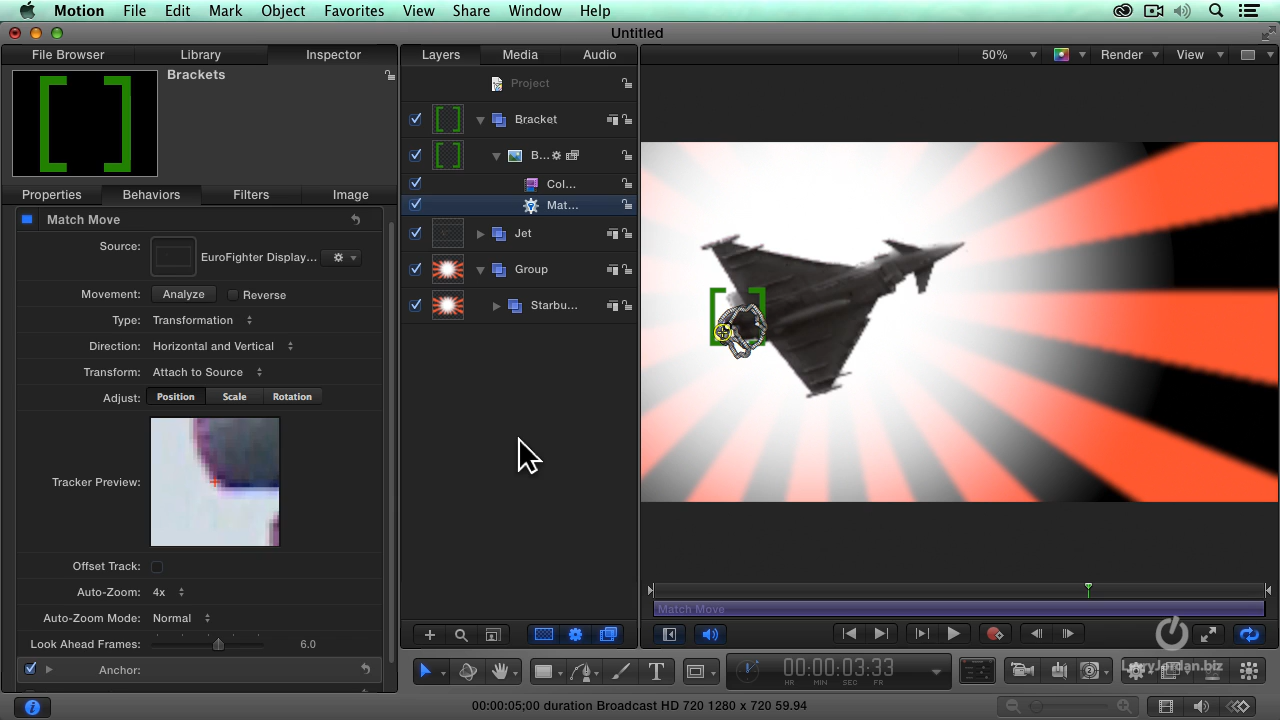 Motion File Edit Mark Object Favorites View Share Window Help
Untitled
File Browser Library Inspector
Layers Media Audio
50% Render View
Brackets
Project
Bracket
B...
Col...
Mat...
Jet
Group
Starbu...
Properties Behaviors Filters Image
Match Move
Source: EuroFighter Display...
Movement: Analyze Reverse
Type: Transformation
Direction: Horizontal and Vertical
Transform: Attach to Source
Adjust: Position Scale Rotation
Tracker Preview:
Offset Track:
Auto-Zoom: 4x
Auto-Zoom Mode: Normal
Look Ahead Frames: 6.0
Anchor:
Match Move
T
00:00:03:33
HR MIN SEC FR
LarryJordan.biz
00:00:05;00 duration Broadcast HD 720 1280 x 720 59.94